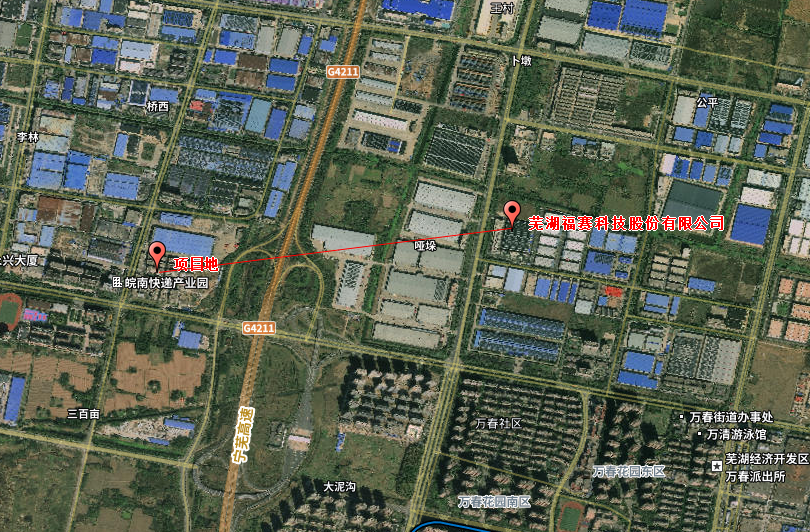 王村
卜墩
G4211
桥西
公平
李林
芜湖福赛科技股份有限公司
哑垛
项目地
兴大厦
皖南快递产业园
G4211
宁芜高速
三百亩
万春街道办事处
万春社区
万清游泳馆
芜湖经济开发区
万春派出所
万春花园东区
大泥沟
万春花园南区